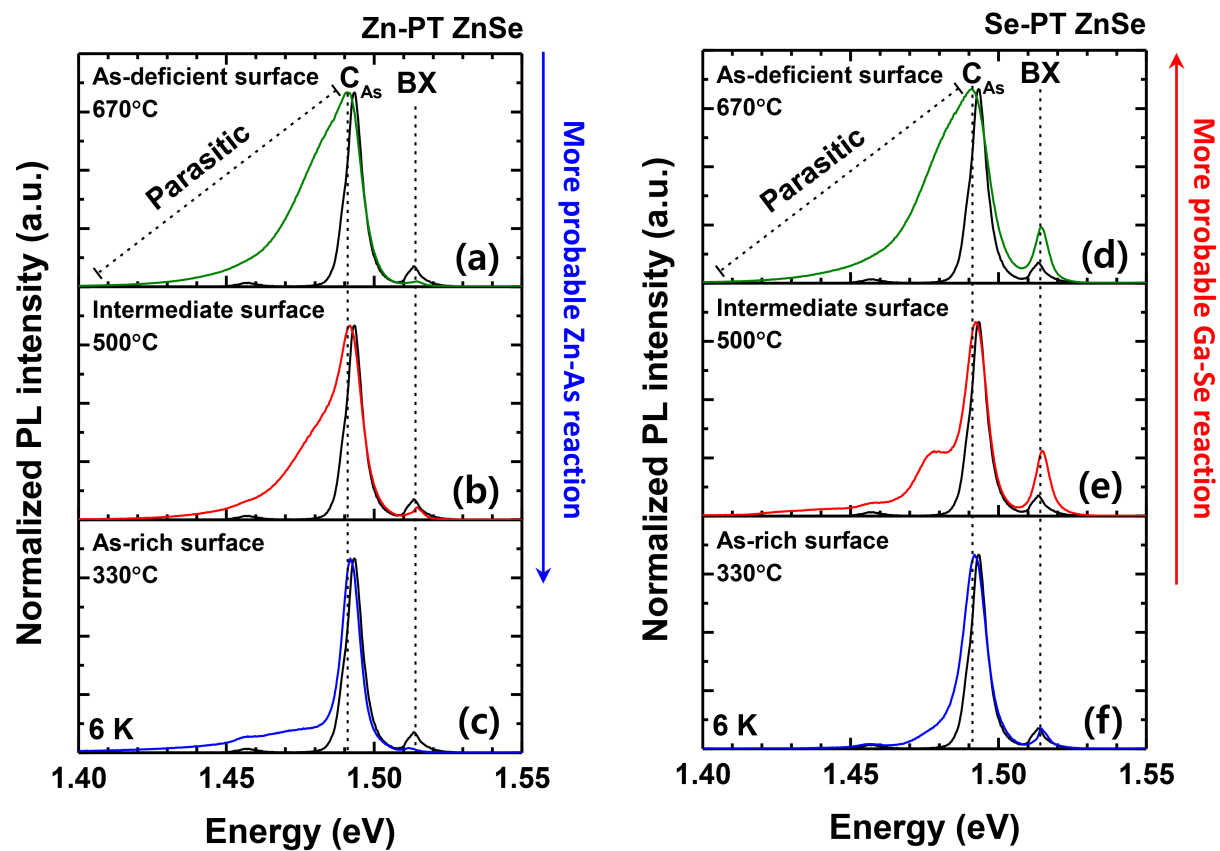 Zn-PT ZnSe
Normalized PL intensity (a.u.)
As-deficient surface
670°C
C As
BX
Parasitic
(a)
Intermediate surface
500°C
(b)
As-rich surface
330°C
6 K
(c)
1.40 1.45 1.50 1.55
Energy (eV)
More probable Zn-As reaction
Se-PT ZnSe
Normalized PL intensity (a.u.)
As-deficient surface
670°C
C As
BX
Parasitic
(d)
Intermediate surface
500°C
(e)
As-rich surface
330°C
6 K
(f)
1.40 1.45 1.50 1.55
Energy (eV)
More probable Ga-Se reaction